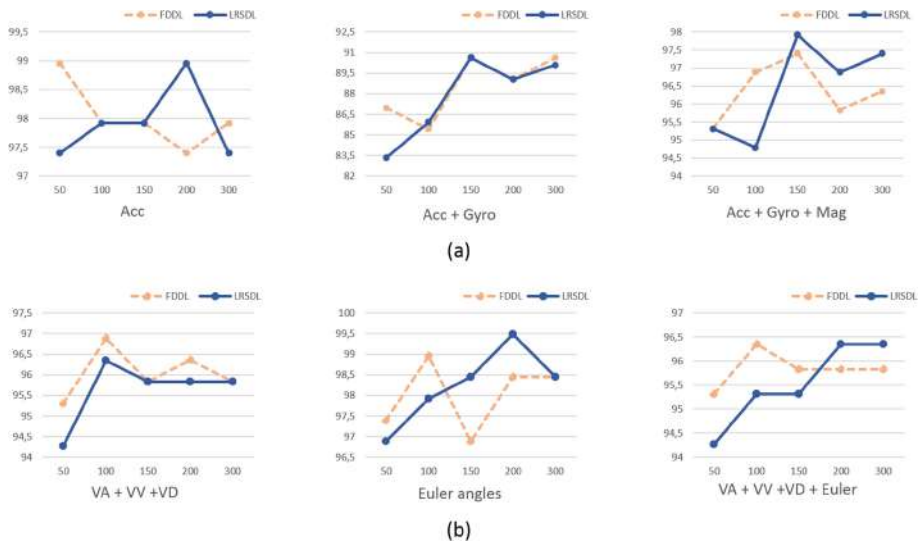 FDDL LRSDL
99,5
99
98,5
98
97,5
97
50 100 150 200 300
Acc
FDDL LRSDL
92,5
91
89,5
88
86,5
85
83,5
82
50 100 150 200 300
Acc + Gyro
FDDL LRSDL
98
97,5
97
96,5
96
95,5
95
94,5
94
50 100 150 200 300
Acc + Gyro + Mag
(a)
FDDL LRSDL
97,5
97
96,5
96
95,5
95
94,5
94
50 100 150 200 300
VA + VV +VD
FDDL LRSDL
100
99,5
99
98,5
98
97,5
97
96,5
50 100 150 200 300
Euler angles
FDDL LRSDL
97
96,5
96
95,5
95
94,5
94
50 100 150 200 300
VA + VV +VD + Euler
(b)